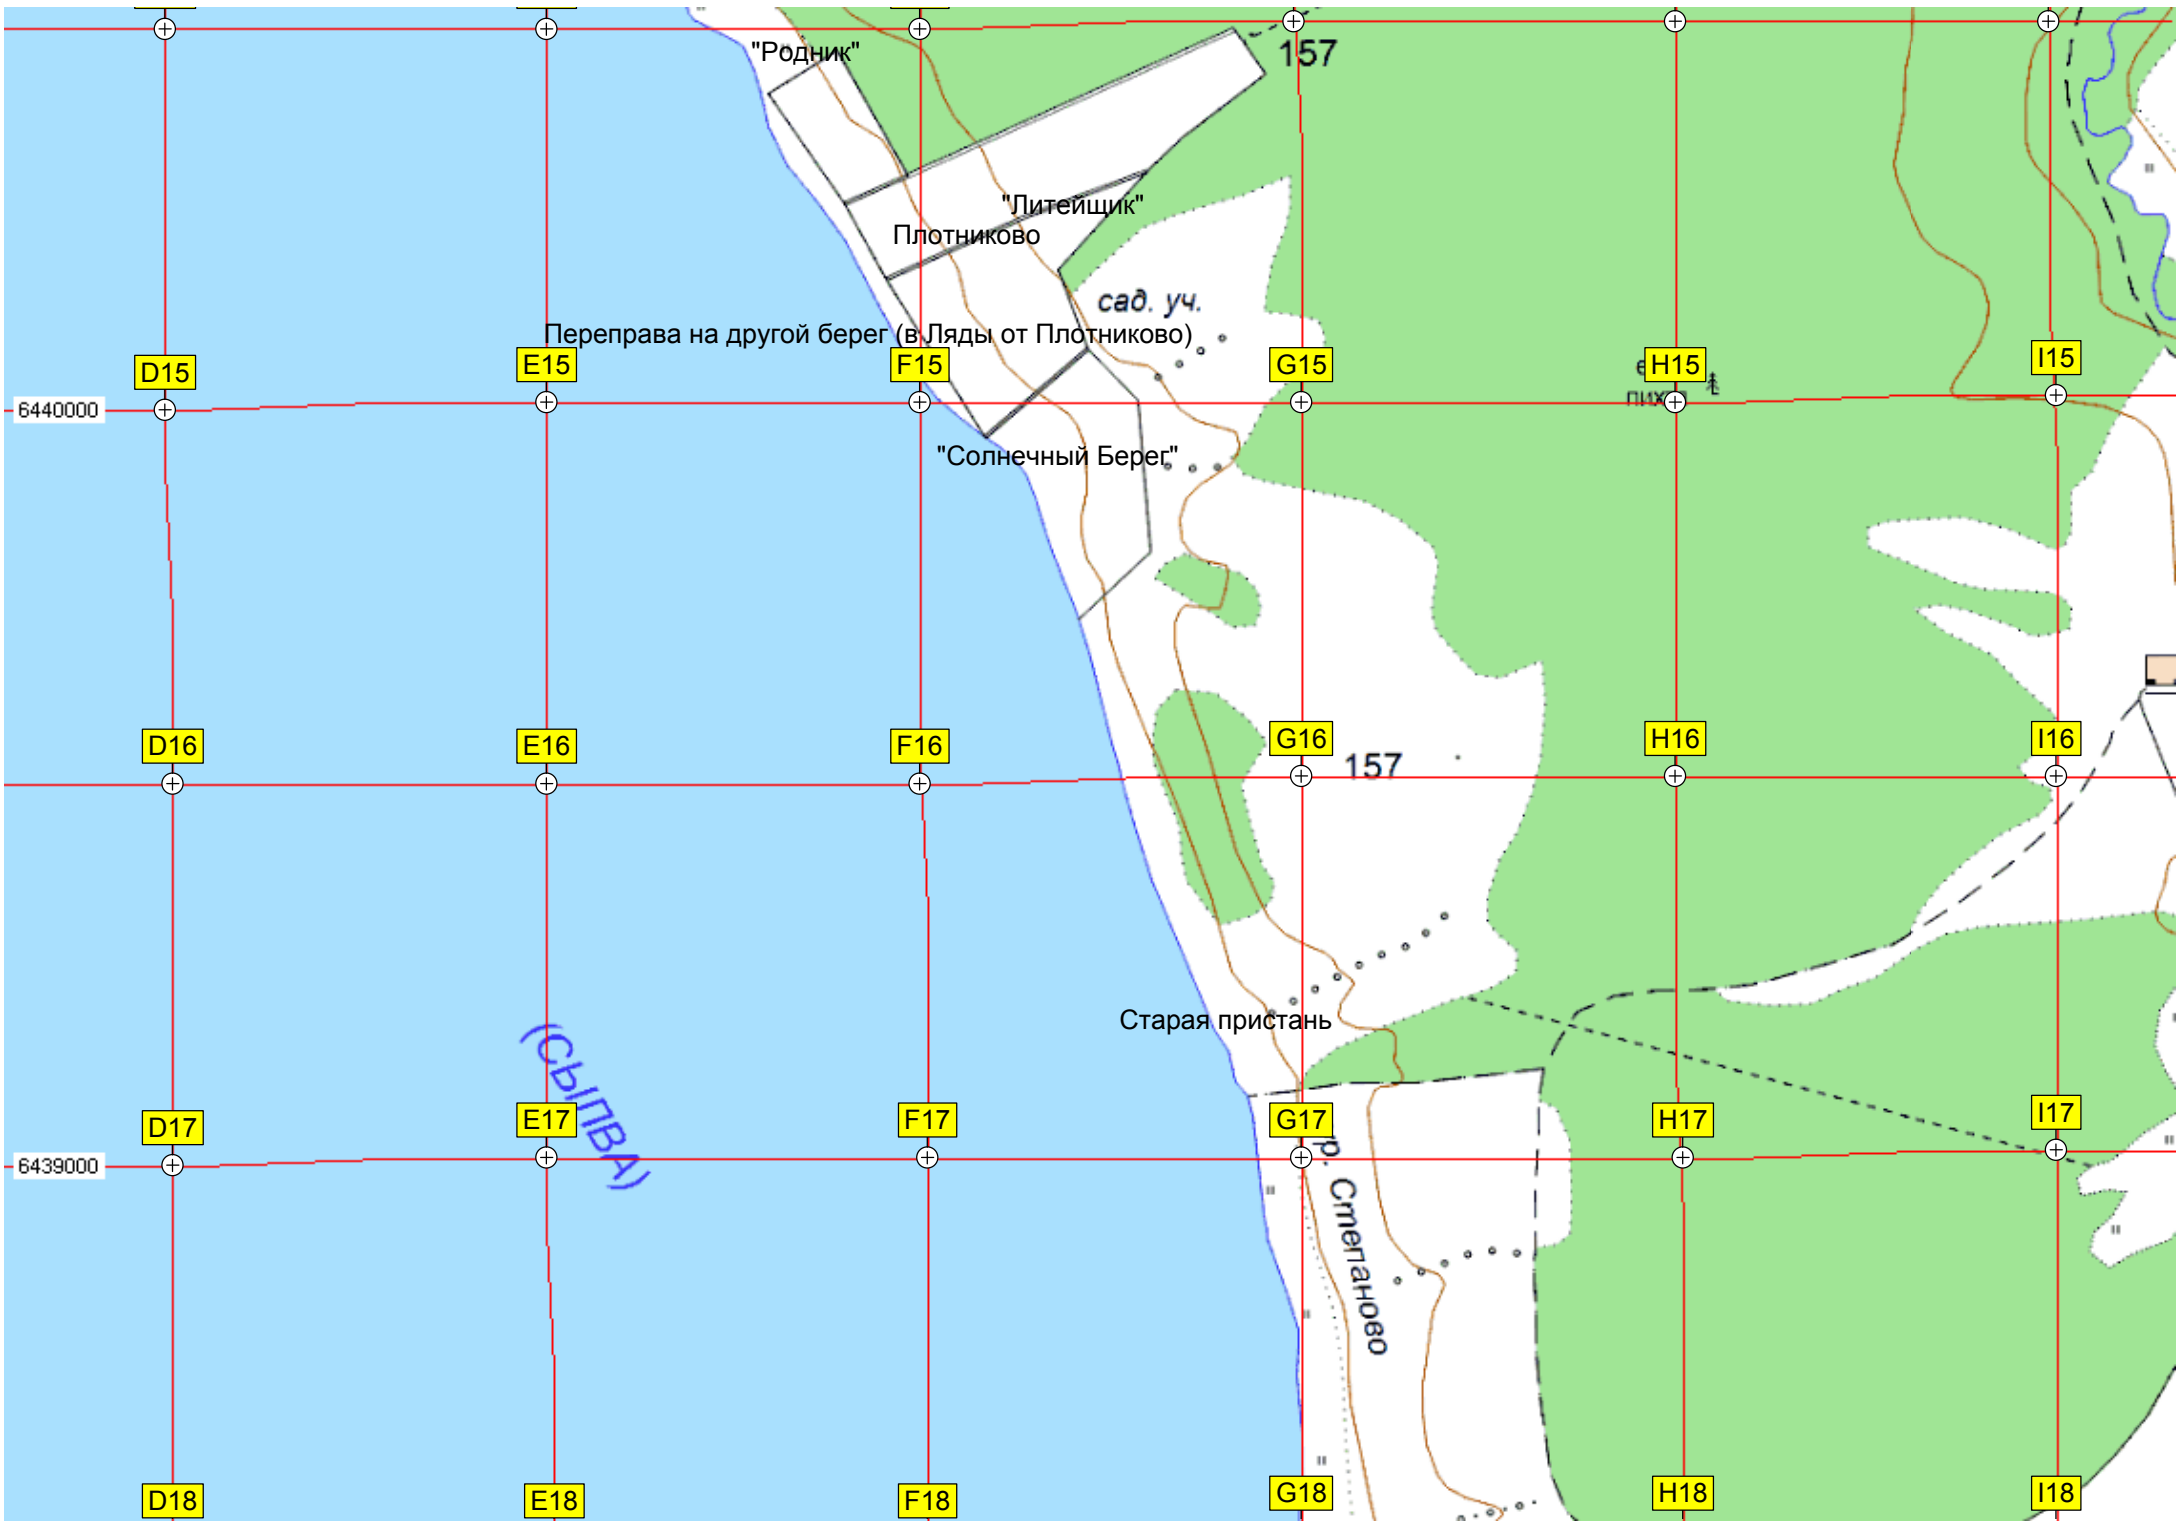 "Родник"
157
"Литейщик"
Плотниково
сад. уч.
Переправа на другой берег (в Ляды от Плотниково)
D15
E15
F15
G15
H15
I15
6440000
"Солнечный Берег"
D16
E16
F16
G16
157
H16
I16
Старая пристань
(СЫЛВА)
D17
E17
F17
G17
H17
I17
6439000
ур. Степаново
D18
E18
F18
G18
H18
I18